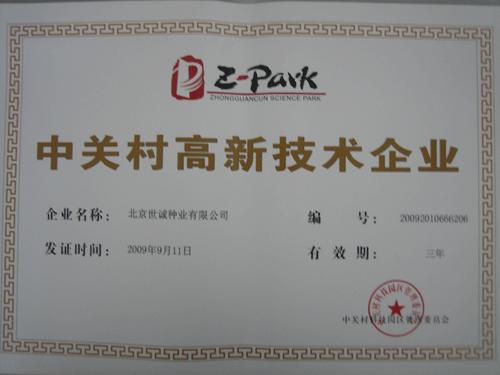 Z-Park
ZHONGGUANCUN SCIENCE PARK
中关村高新技术企业
企业名称： 北京世诚种业有限公司 编 号： 20092010666206
发证时间： 2009年9月11日 有 效 期： 三年
中关村科技园区管理委员会